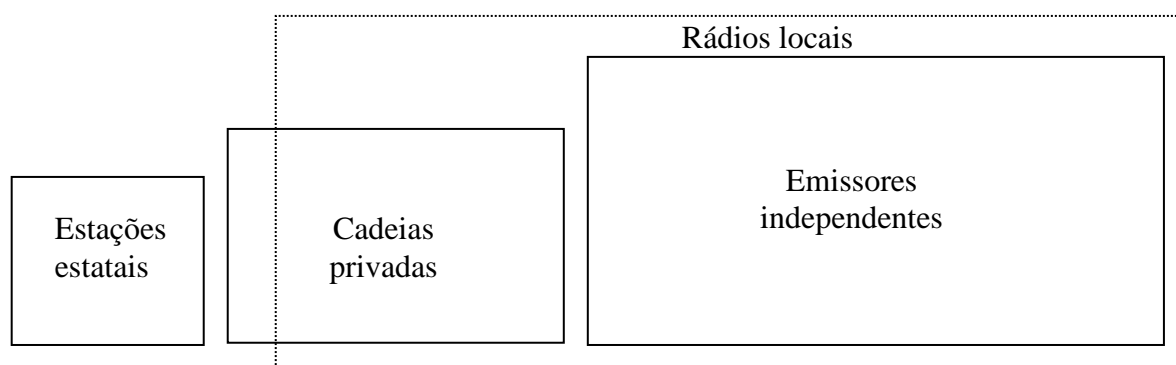 Rádios locais
Estações
estatais
Cadeias
privadas
Emissores
independentes